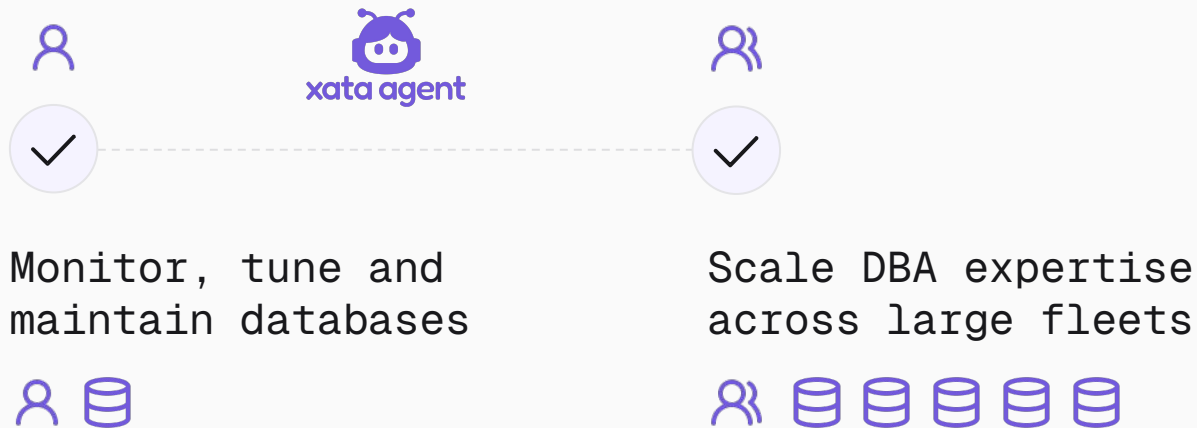 xata agent
Monitor, tune and
maintain databases
Scale DBA expertise
across large fleets